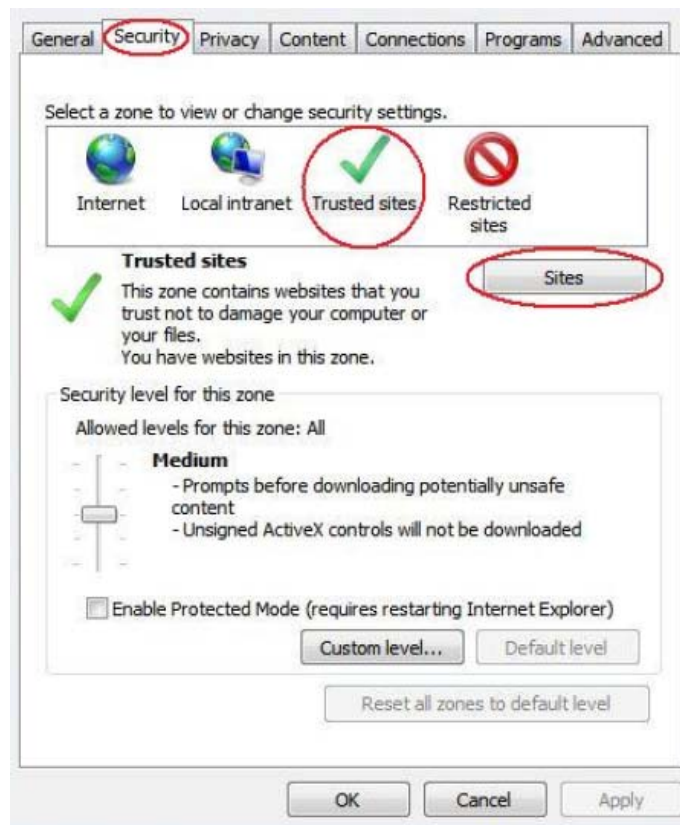 General Security Privacy Content Connections Programs Advanced
Select a zone to view or change security settings.
Internet Local intranet Trusted sites Restricted
sites
Trusted sites
Sites
This zone contains websites that you
trust not to damage your computer or
your files.
You have websites in this zone.
Security level for this zone
Allowed levels for this zone: All
Medium
- Prompts before downloading potentially unsafe
content
- Unsigned ActiveX controls will not be downloaded
Enable Protected Mode (requires restarting Internet Explorer)
Custom level... Default level
Reset all zones to default level
OK Cancel Apply